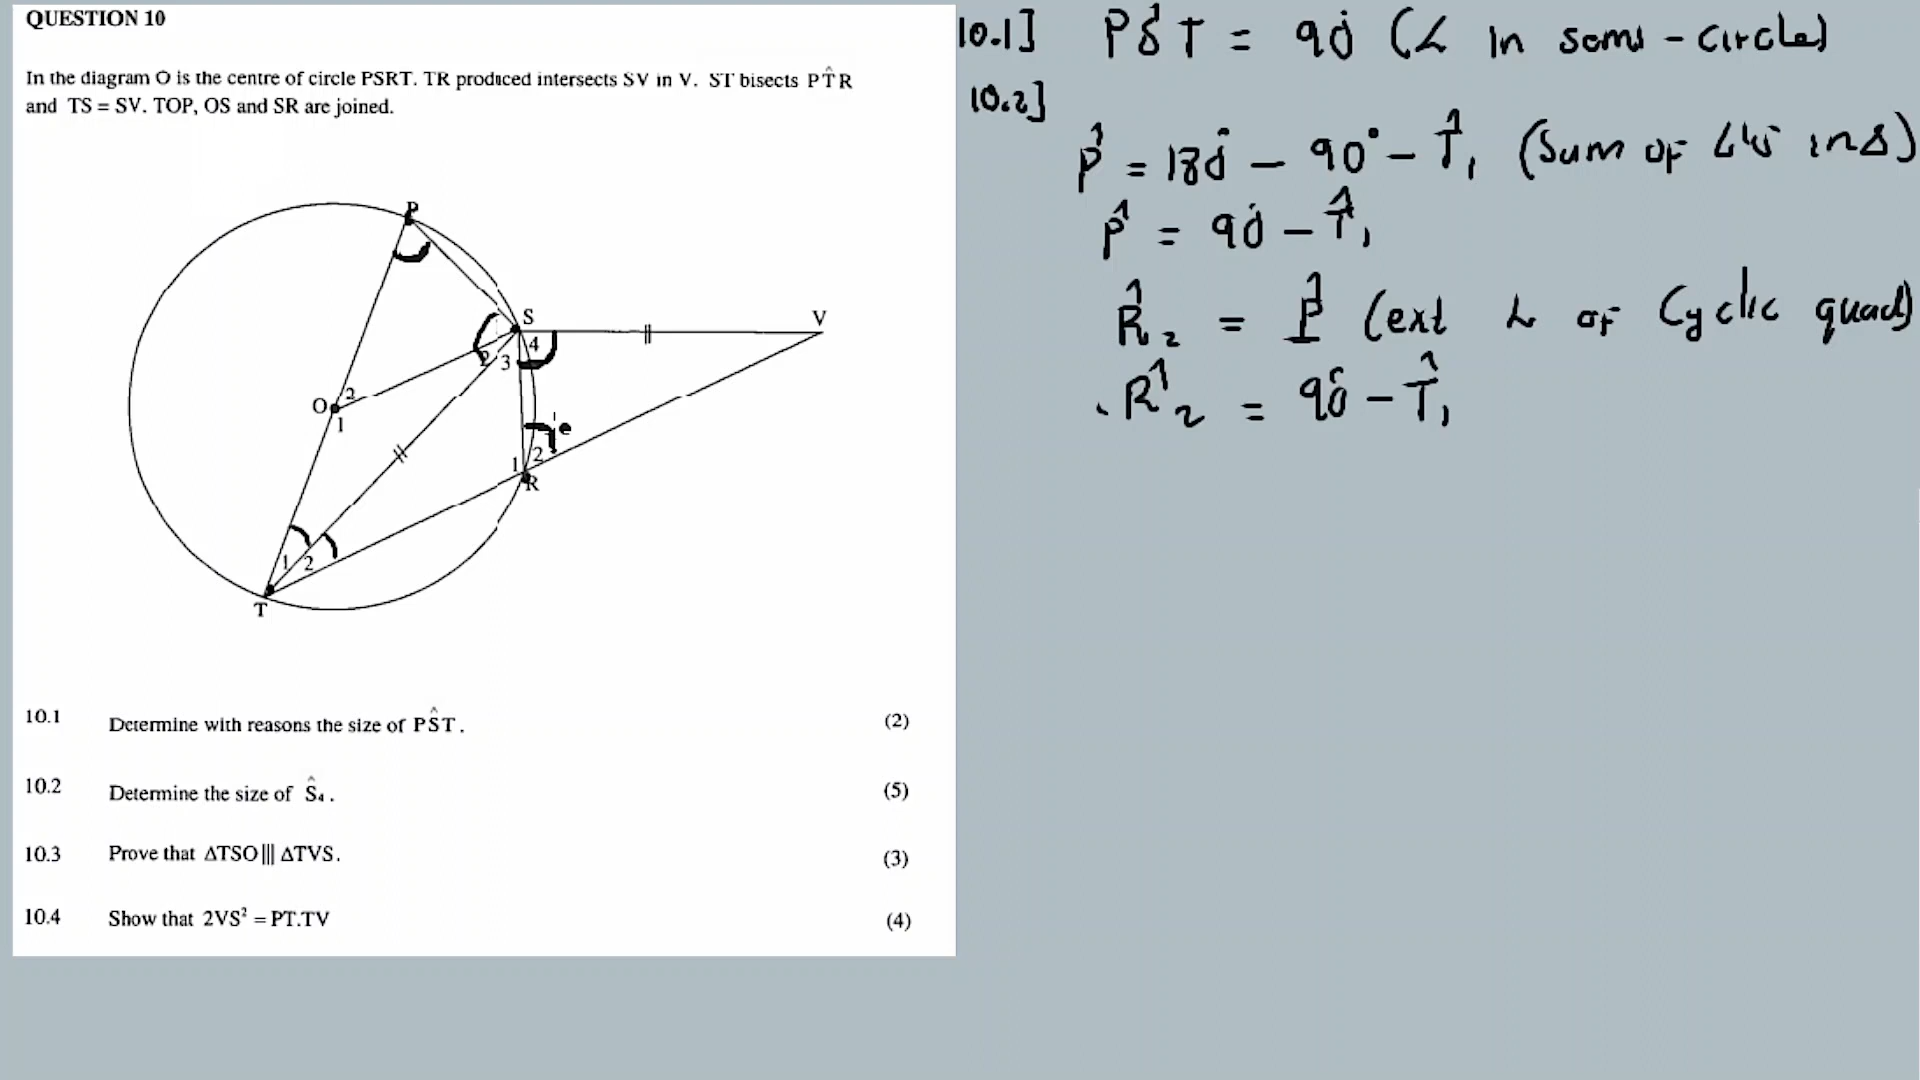 QUESTION 10
In the diagram O is the centre of circle PSRT. TR produced intersects SV in V. ST bisects PT̂R
and TS = SV. TOP, OS and SR are joined.
P
S
V
4
2
3
O
2
1
1
2
R
1
2
T
10.1 Determine with reasons the size of PŜT. (2)
10.2 Determine the size of Ŝ₄. (5)
10.3 Prove that ΔTSO ||| ΔTVS. (3)
10.4 Show that 2VS² = PT.TV (4)
10.1] PŜT = 90° (∠ in semi-circle)
10.2]
P̂ = 180° − 90° − T̂₁ (Sum of ∠'s in Δ)
P̂ = 90° − T̂₁
R̂₂ = P̂ (ext ∠ of Cyclic quad)
R̂₂ = 90° − T̂₁